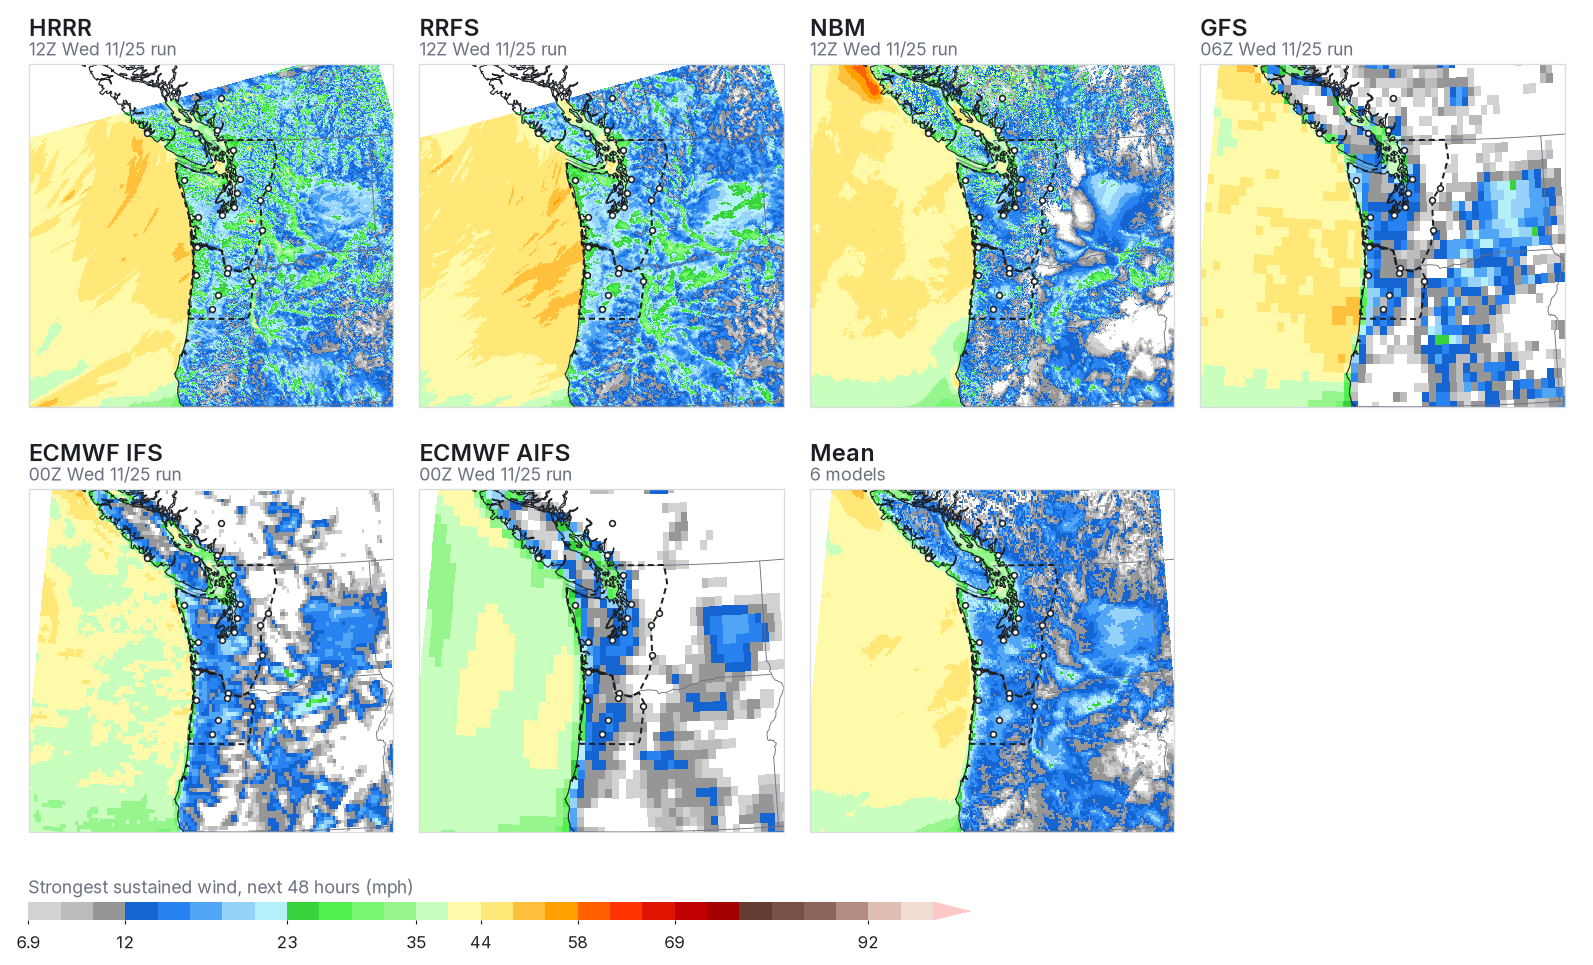 HRRR
12Z Wed 11/25 run
RRFS
12Z Wed 11/25 run
NBM
12Z Wed 11/25 run
GFS
06Z Wed 11/25 run
ECMWF IFS
00Z Wed 11/25 run
ECMWF AIFS
00Z Wed 11/25 run
Mean
6 models
Strongest sustained wind, next 48 hours (mph)
6.9 12 23 35 44 58 69 92